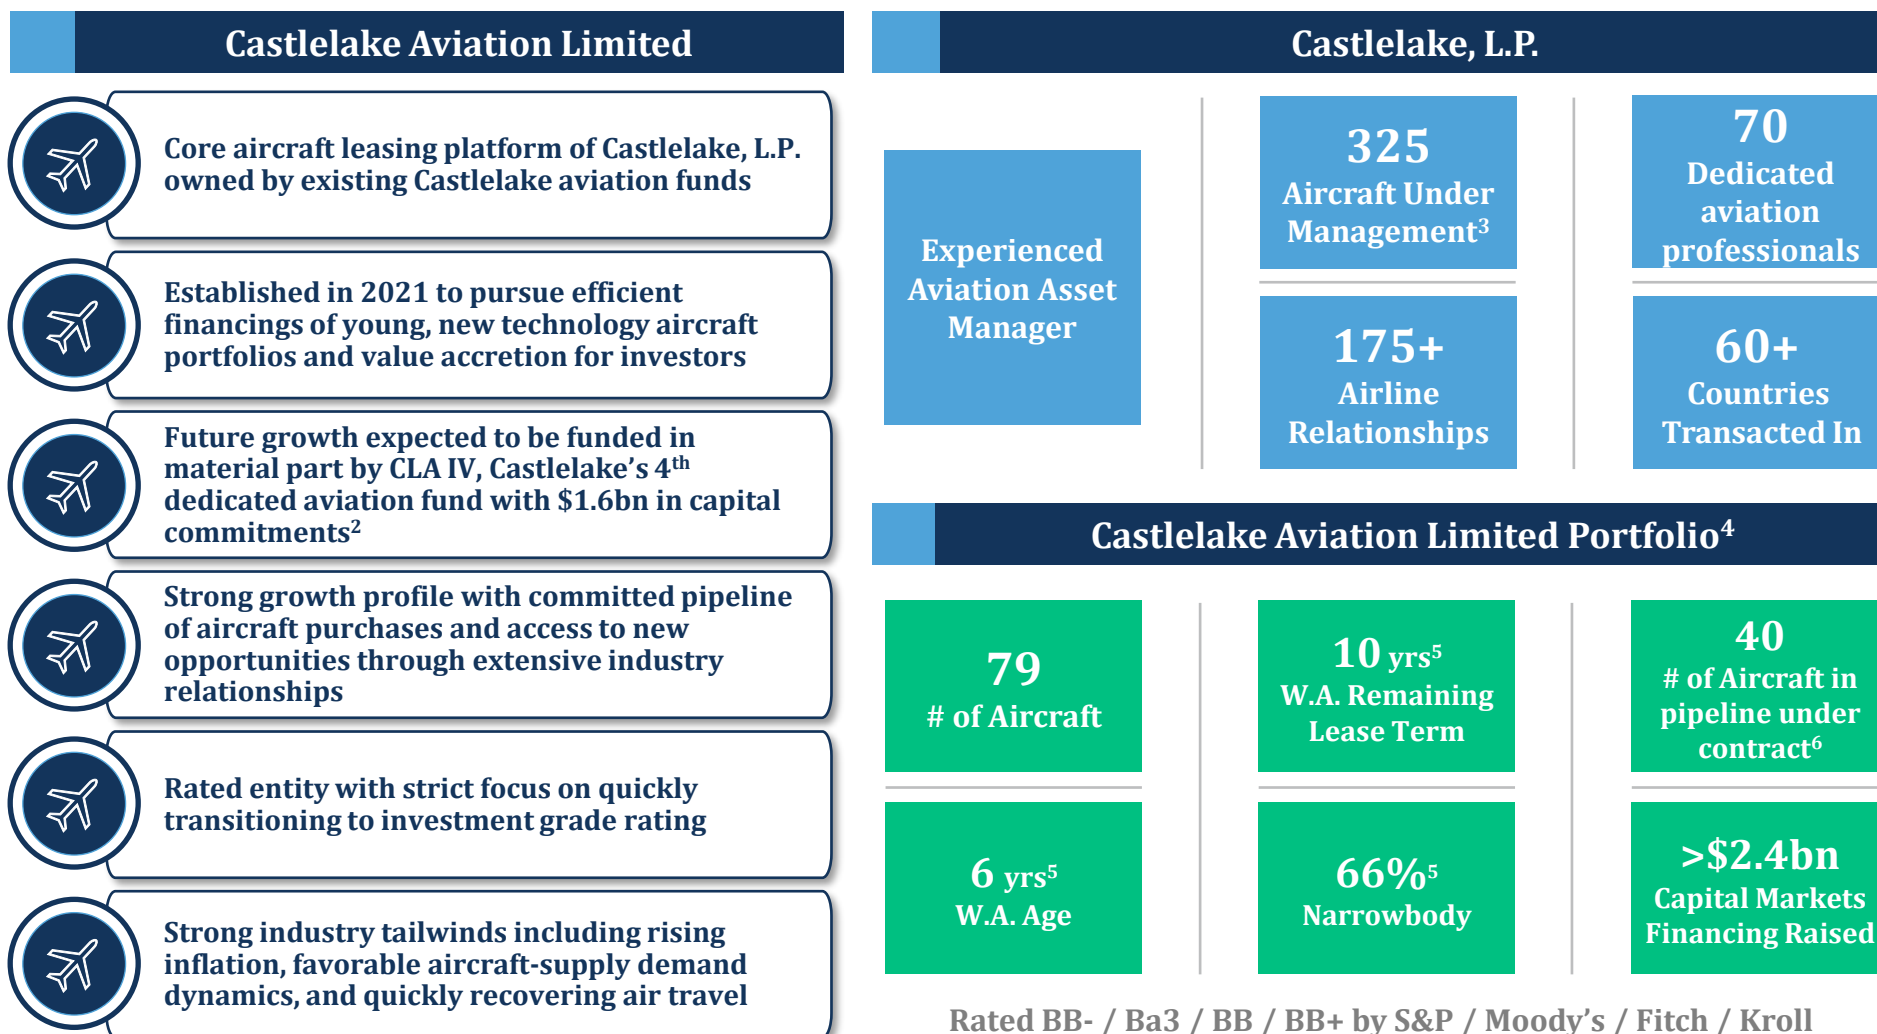 Castlelake Aviation Limited
Core aircraft leasing platform of Castlelake, L.P.
owned by existing Castlelake aviation funds
Established in 2021 to pursue efficient
financings of young, new technology aircraft
portfolios and value accretion for investors
Future growth expected to be funded in
material part by CLA IV, Castlelake’s 4th
dedicated aviation fund with $1.6bn in capital
commitments2
Strong growth profile with committed pipeline
of aircraft purchases and access to new
opportunities through extensive industry
relationships
Rated entity with strict focus on quickly
transitioning to investment grade rating
Strong industry tailwinds including rising
inflation, favorable aircraft-supply demand
dynamics, and quickly recovering air travel
Castlelake, L.P.
Experienced
Aviation Asset
Manager
325
Aircraft Under
Management3
70
Dedicated
aviation
professionals
175+
Airline
Relationships
60+
Countries
Transacted In
Castlelake Aviation Limited Portfolio4
79
# of Aircraft
10 yrs5
W.A. Remaining
Lease Term
40
# of Aircraft in
pipeline under
contract6
6 yrs5
W.A. Age
66%5
Narrowbody
>$2.4bn
Capital Markets
Financing Raised
Rated BB- / Ba3 / BB / BB+ by S&P / Moody’s / Fitch / Kroll